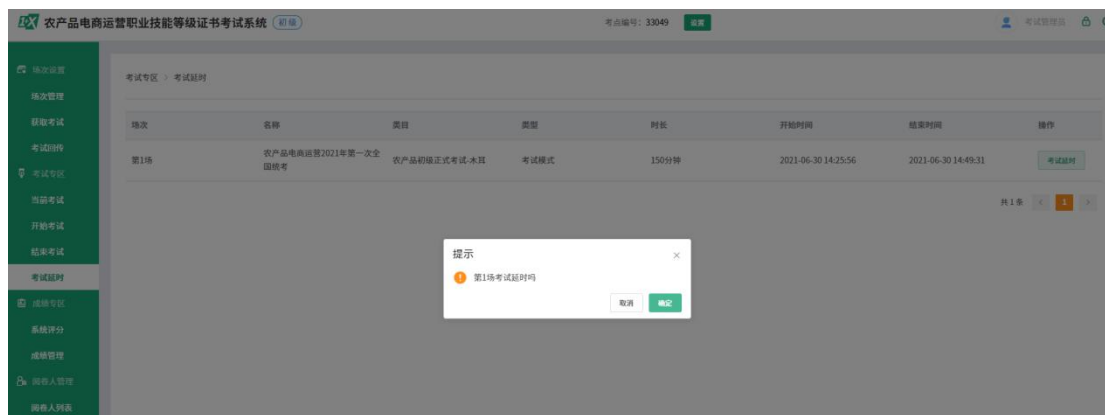 农产品电商运营职业技能等级证书考试系统 初级
考点编号：33049 设置
考试管理员
场次设置
场次管理
获取考试
考试回传
考试专区
当前考试
开始考试
结束考试
考试延时
成绩专区
系统评分
成绩管理
阅卷人管理
阅卷人列表
考试专区 > 考试延时
场次 名称 类目 类型 时长 开始时间 结束时间 操作
第1场 农产品电商运营2021年第一次全国统考 农产品初级正式考试-木耳 考试模式 150分钟 2021-06-30 14:25:56 2021-06-30 14:49:31 考试延时
共1条 < 1 >
提示
第1场考试延时吗
取消 确定